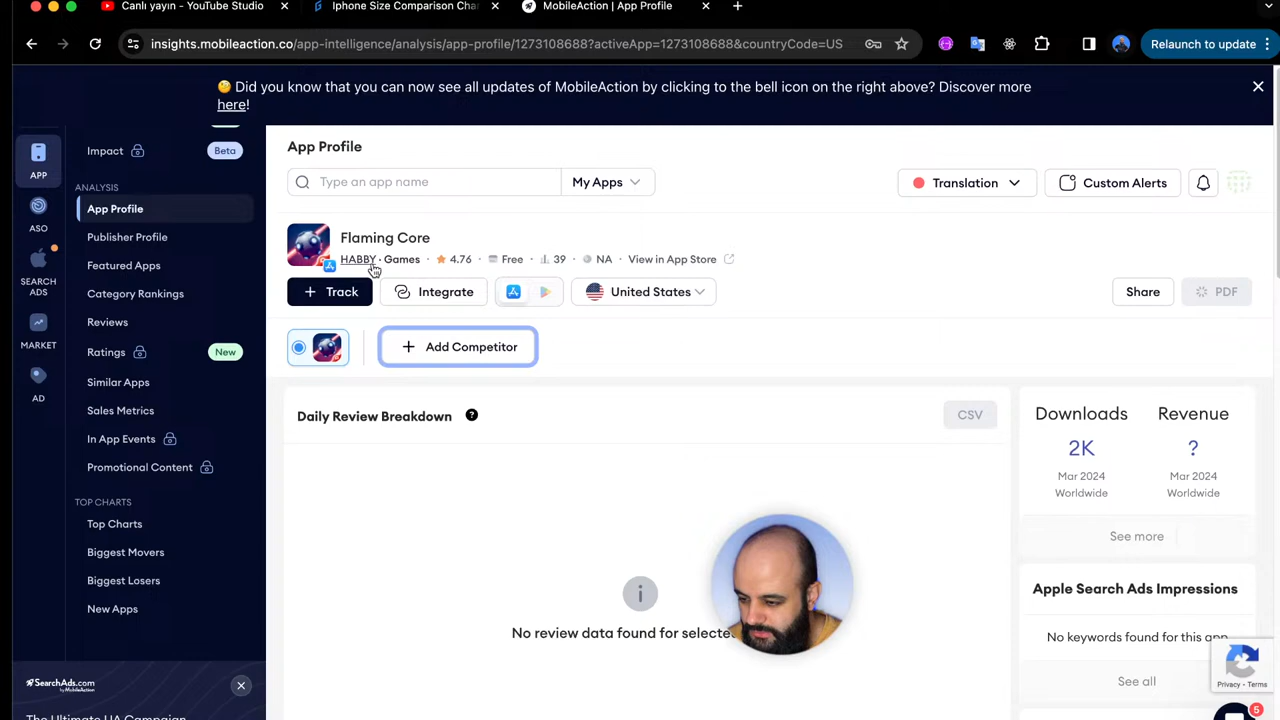 Canlı yayın - YouTube Studio
Iphone Size Comparison Cha
MobileAction | App Profile
insights.mobileaction.co/app-intelligence/analysis/app-profile/1273108688?activeApp=1273108688&countryCode=US
Relaunch to update
🤔 Did you know that you can now see all updates of MobileAction by clicking to the bell icon on the right above? Discover more
here!
APP
ASO
SEARCH
ADS
MARKET
AD
Impact
Beta
ANALYSIS
App Profile
Publisher Profile
Featured Apps
Category Rankings
Reviews
Ratings
New
Similar Apps
Sales Metrics
In App Events
Promotional Content
TOP CHARTS
Top Charts
Biggest Movers
Biggest Losers
New Apps
SearchAds.com
by MobileAction
The Ultimate UA Campaign
App Profile
Type an app name
My Apps
Translation
Custom Alerts
Flaming Core
HABBY · Games · 4.76 · Free · 39 · NA · View in App Store
+ Track
Integrate
United States
Share
PDF
+ Add Competitor
Daily Review Breakdown ?
CSV
No review data found for selecte
Downloads
Revenue
2K
?
Mar 2024
Worldwide
Mar 2024
Worldwide
See more
Apple Search Ads Impressions
No keywords found for this app
See all
Privacy - Terms
5